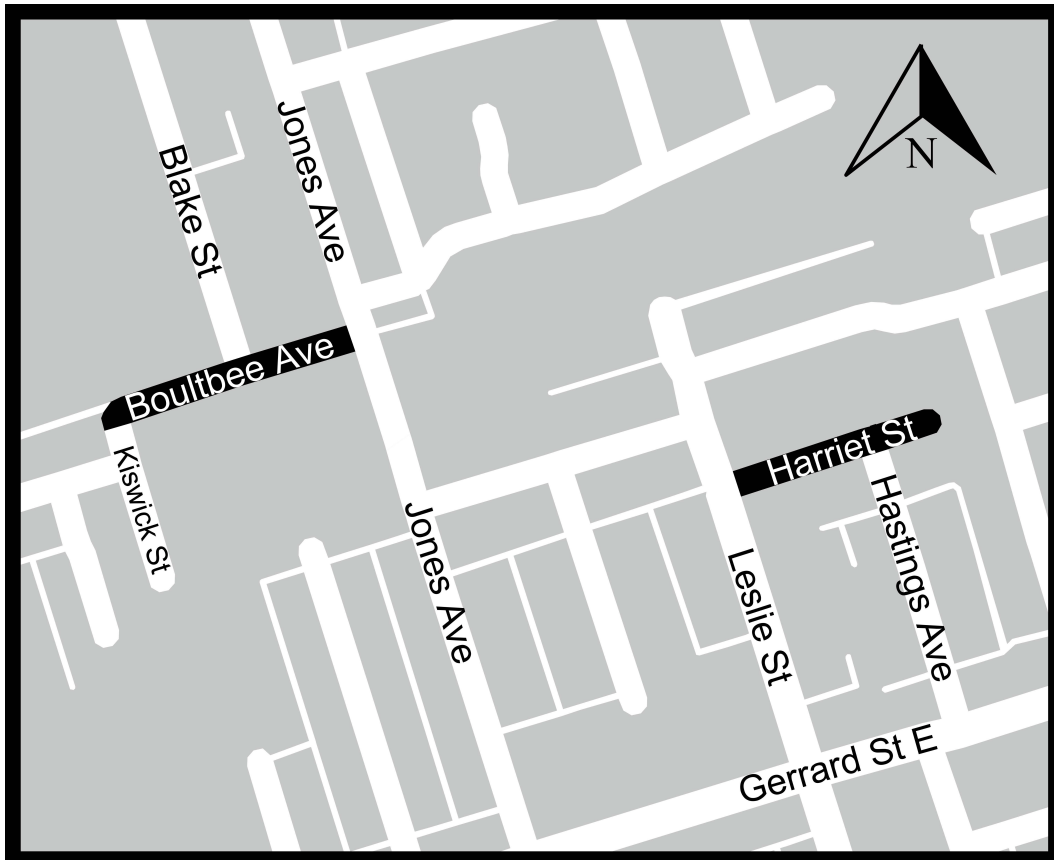 Jones Ave
Blake St
N
Boultbee Ave
Harriet St
Kiswick St
Hastings Ave
Jones Ave
Leslie St
Gerrard St E